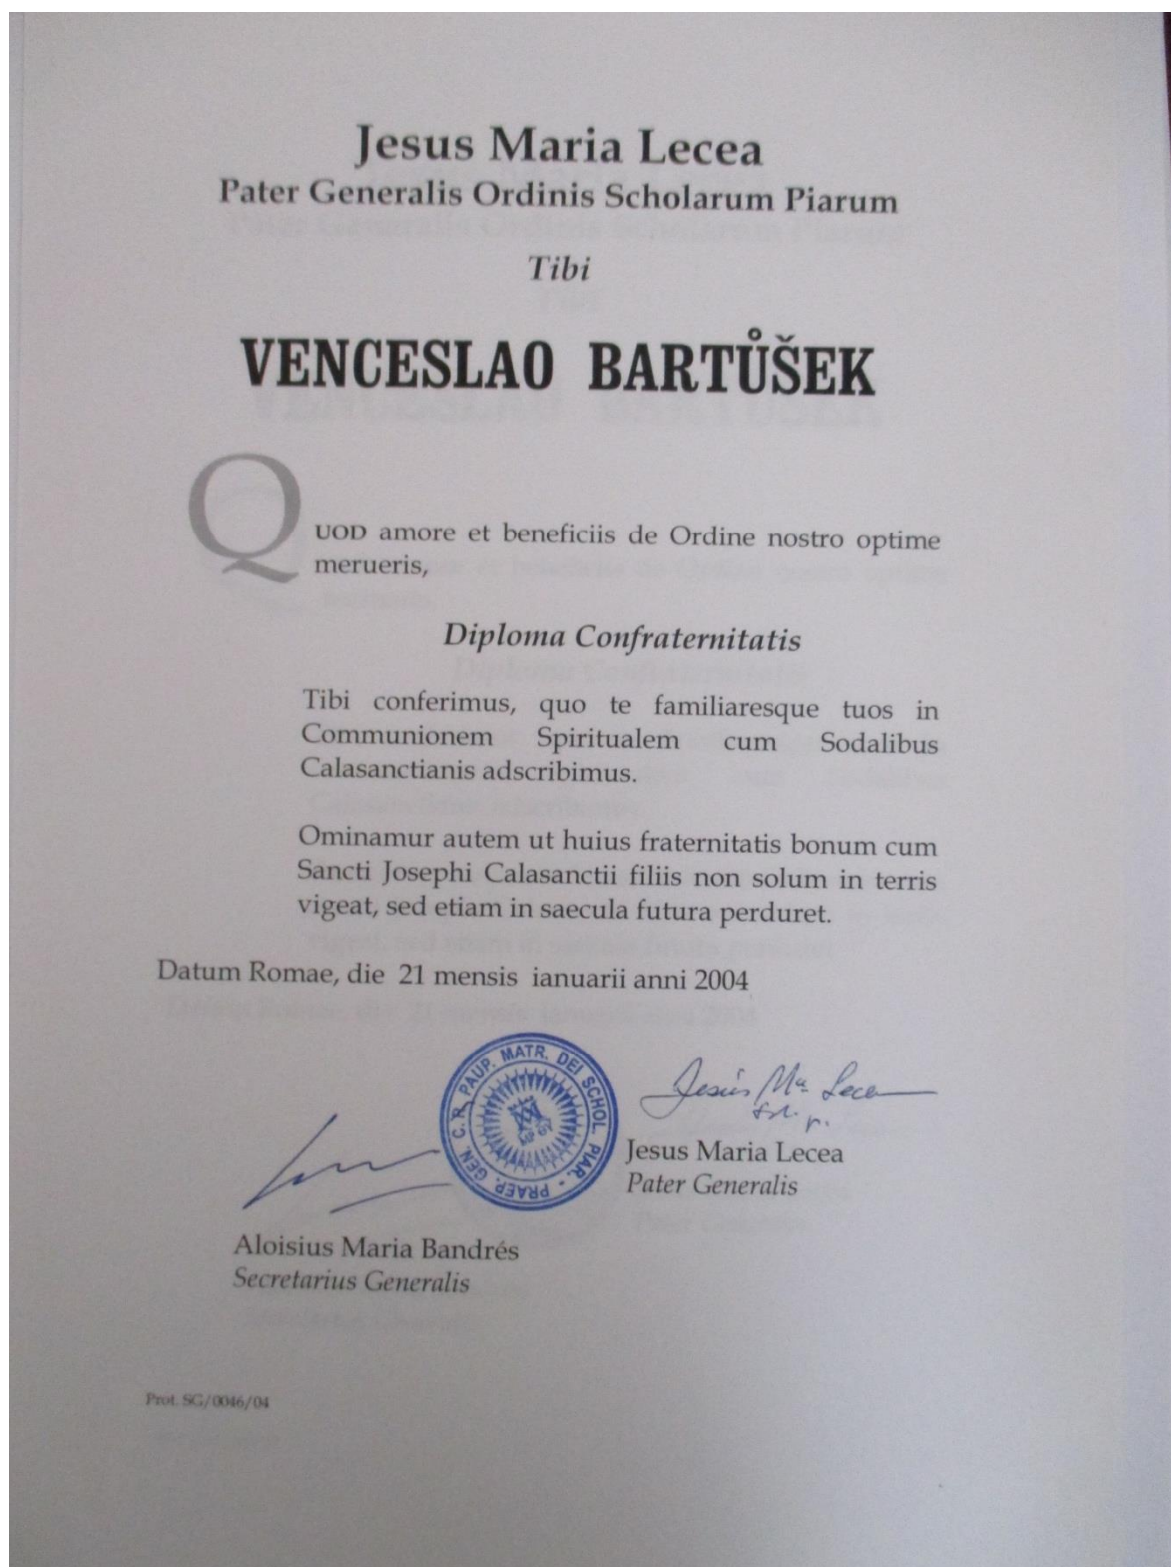 Jesus Maria Lecea
Pater Generalis Ordinis Scholarum Piarum
Tibi
VENCESLAO BARTŮŠEK
QUOD amore et beneficiis de Ordine nostro optime
merueris,
Diploma Confraternitatis
Tibi conferimus, quo te familiaresque tuos in
Communionem Spiritualem cum Sodalibus
Calasanctianis adscribimus.
Ominamur autem ut huius fraternitatis bonum cum
Sancti Josephi Calasanctii filiis non solum in terris
vigeat, sed etiam in saecula futura perduret.
Datum Romae, die 21 mensis ianuarii anni 2004
PRAEP. GEN. C. R. PAUP. MATR. DEI SCHOL. PIAR. -
Jesús Mª Lecea
Jesus Maria Lecea
Pater Generalis
Aloisius Maria Bandrés
Secretarius Generalis
Prot. SG/0046/04